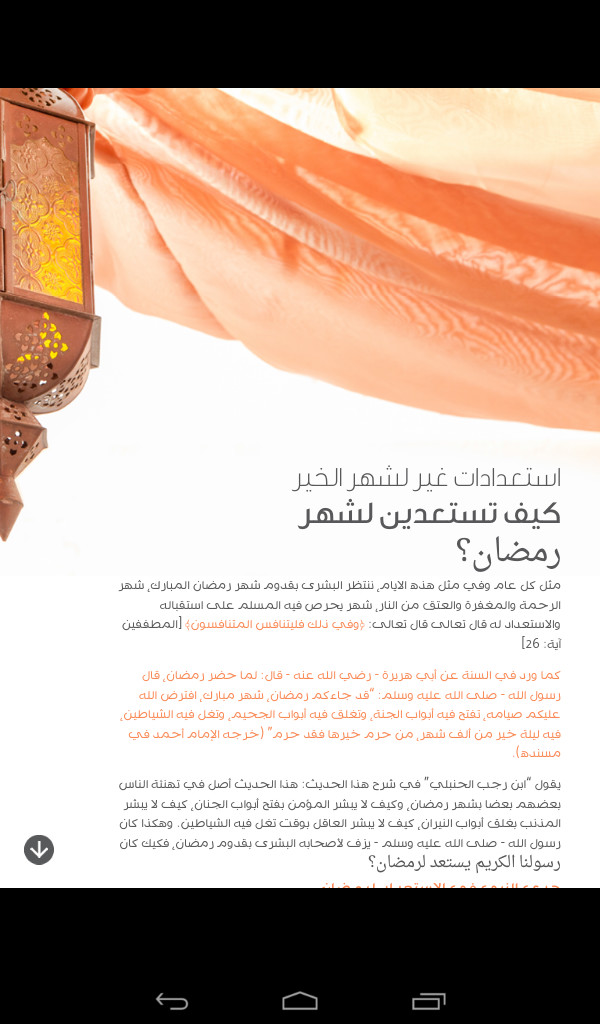 استعدادات غير لشهر الخير
كيف تستعدين لشهر
رمضان؟
مثل كل عام وفي مثل هذه الايام، ننتظر البشرى بقدوم شهر رمضان المبارك، شهر
الرحمة والمغفرة والعتق من النار، شهر يحرص فيه المسلم على استقباله
والاستعداد له قال تعالى قال تعالى: ﴿وفي ذلك فليتنافس المتنافسون﴾ [المطففين
آية: 26]
كما ورد في السنة عن أبي هريرة - رضي الله عنه - قال: لما حضر رمضان، قال
رسول الله - صلى الله عليه وسلم: "قد جاءكم رمضان، شهر مبارك، افترض الله
عليكم صيامه، تفتح فيه أبواب الجنة، وتغلق فيه أبواب الجحيم، وتغل فيه الشياطين،
فيه ليلة خير من ألف شهر، من حرم خيرها فقد حرم" (خرجه الإمام أحمد في
مسنده).
يقول "ابن رجب الحنبلي" في شرح هذا الحديث: هذا الحديث أصل في تهنئة الناس
بعضهم بعضا بشهر رمضان، وكيف لا يبشر المؤمن بفتح أبواب الجنان، كيف لا يبشر
المذنب بغلق أبواب النيران، كيف لا يبشر العاقل بوقت تغل فيه الشياطين. وهكذا كان
رسول الله - صلى الله عليه وسلم - يزف لأصحابه البشرى بقدوم رمضان، فكيك كان
رسولنا الكريم يستعد لرمضان؟